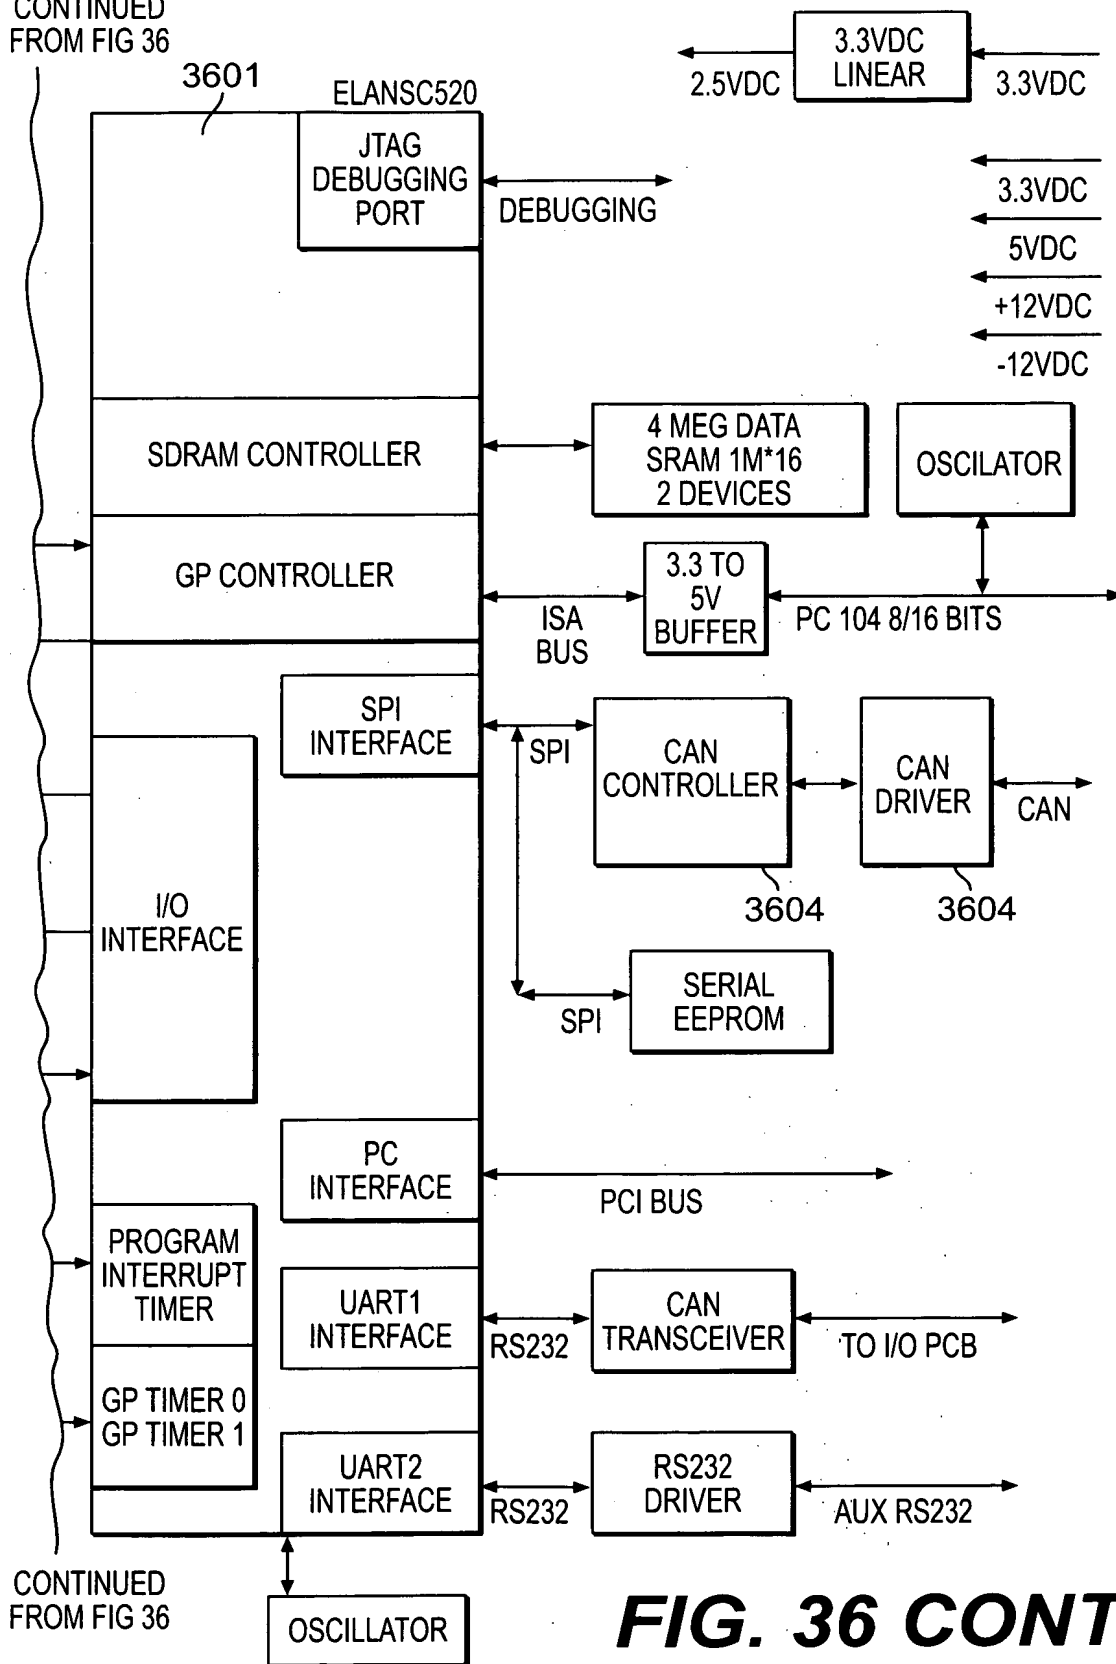 CONTINUED
FROM FIG 36
3601
ELANSC520
3.3VDC
LINEAR
2.5VDC
3.3VDC
JTAG
DEBUGGING
PORT
DEBUGGING
3.3VDC
5VDC
+12VDC
-12VDC
SDRAM CONTROLLER
4 MEG DATA
SRAM 1M*16
2 DEVICES
OSCILATOR
GP CONTROLLER
ISA
BUS
3.3 TO
5V
BUFFER
PC 104 8/16 BITS
SPI
INTERFACE
SPI
CAN
CONTROLLER
CAN
DRIVER
CAN
3604
3604
I/O
INTERFACE
SPI
SERIAL
EEPROM
PC
INTERFACE
PCI BUS
PROGRAM
INTERRUPT
TIMER
UART1
INTERFACE
RS232
CAN
TRANSCEIVER
TO I/O PCB
GP TIMER 0
GP TIMER 1
UART2
INTERFACE
RS232
RS232
DRIVER
AUX RS232
CONTINUED
FROM FIG 36
OSCILLATOR
FIG. 36 CONT